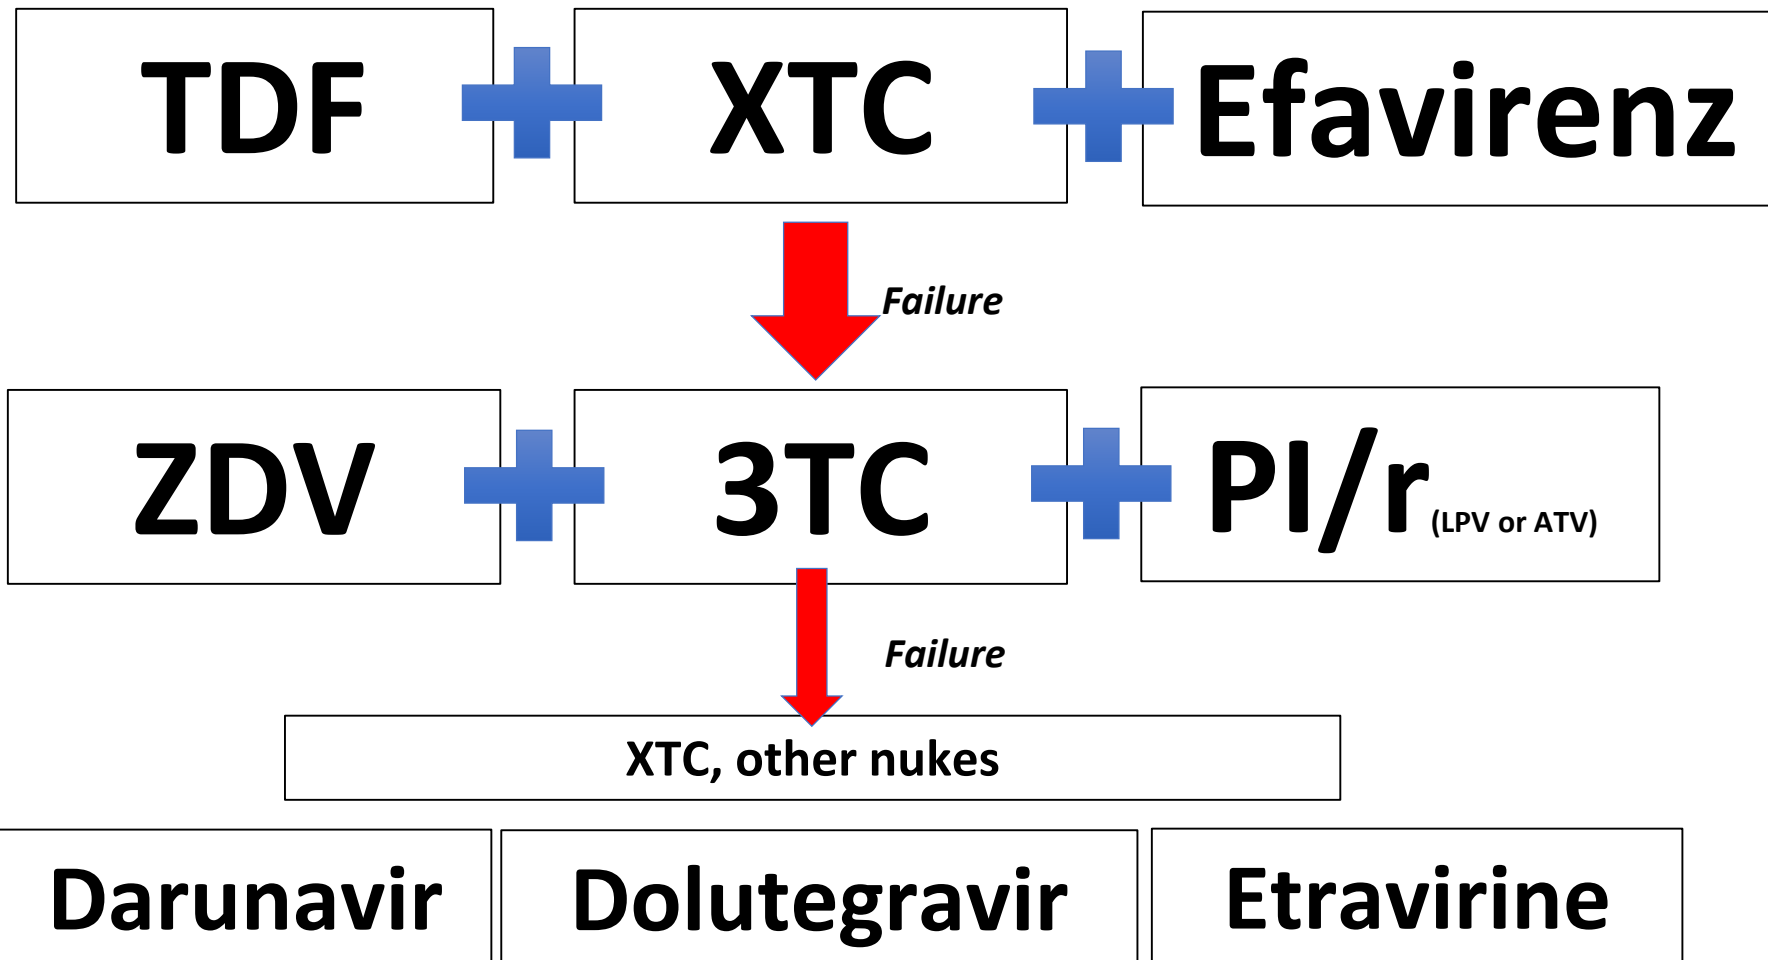 TDF XTC Efavirenz
Failure
ZDV 3TC PI/r (LPV or ATV)
Failure
XTC, other nukes
Darunavir Dolutegravir Etravirine